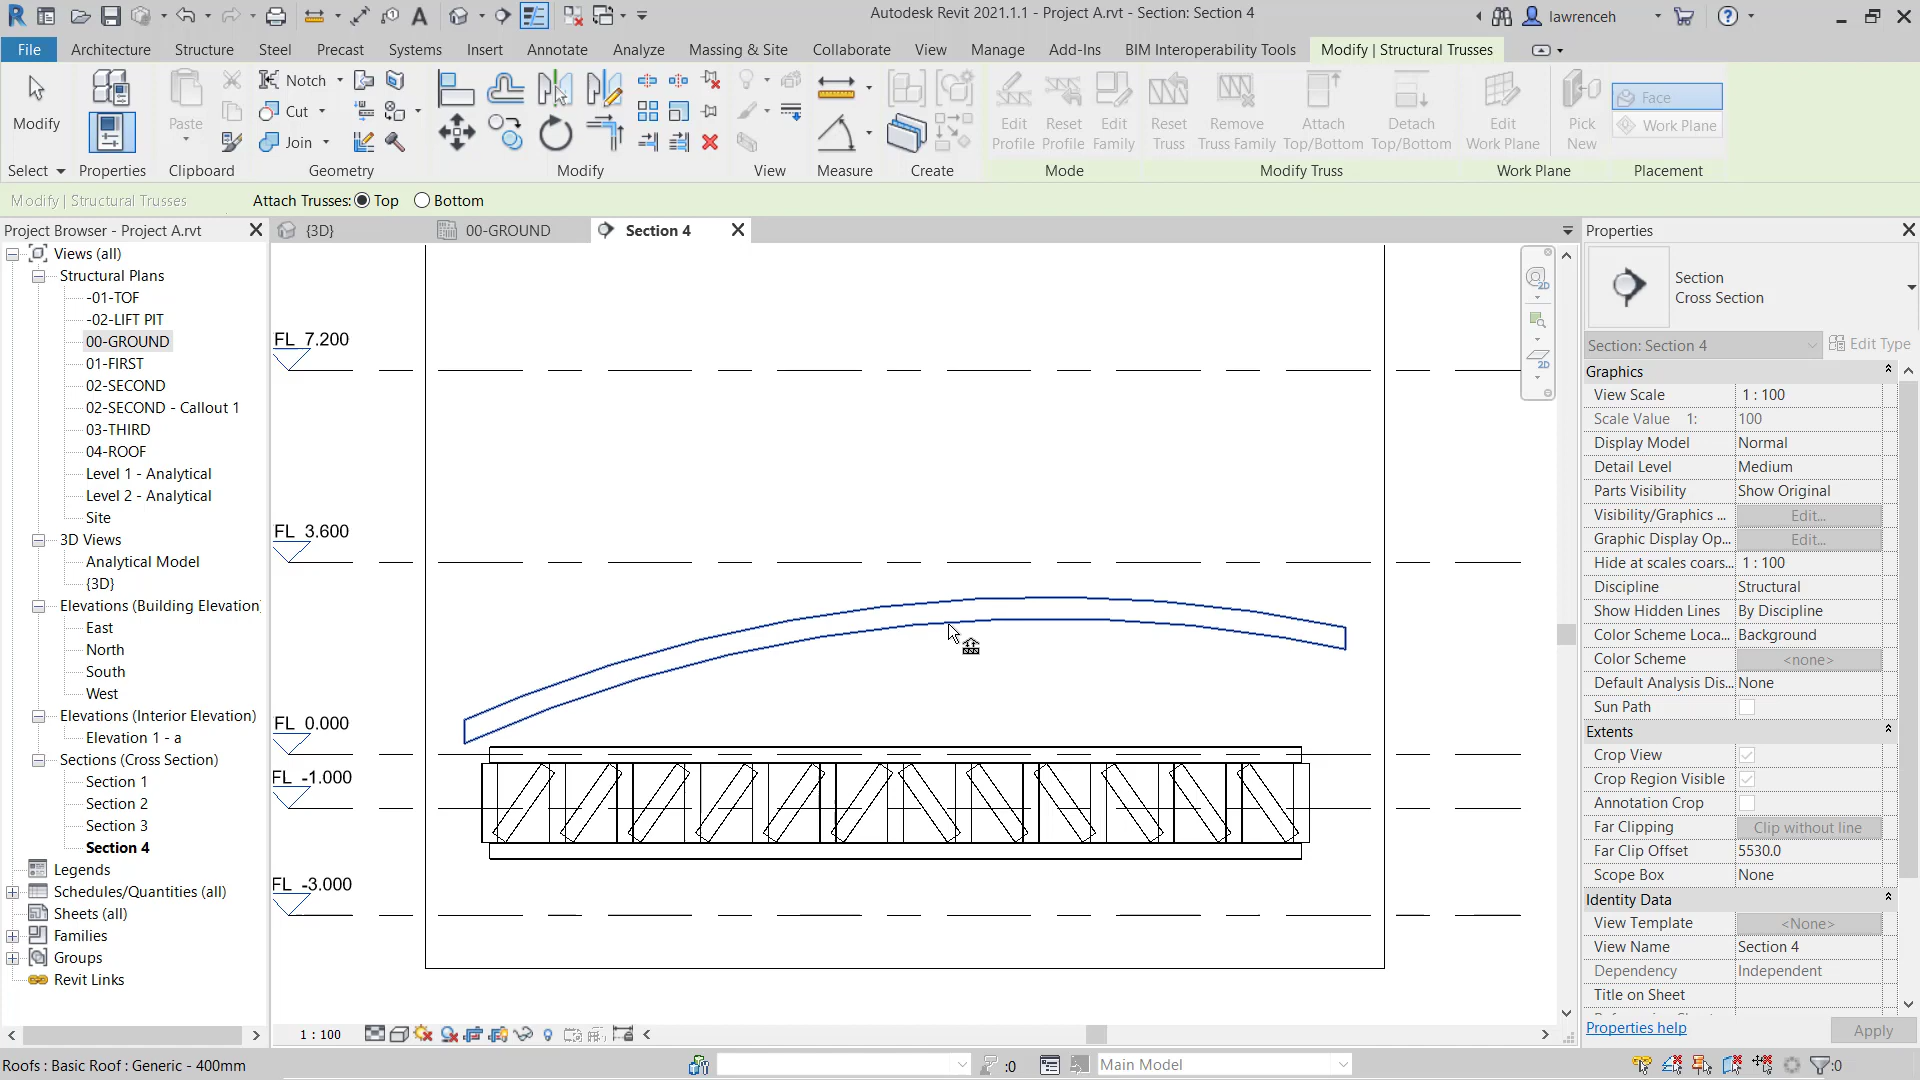 Autodesk Revit 2021.1.1 - Project A.rvt - Section: Section 4
lawrenceh
File Architecture Structure Steel Precast Systems Insert Annotate Analyze Massing & Site Collaborate View Manage Add-Ins BIM Interoperability Tools Modify | Structural Trusses
Modify
Paste
Notch
Cut
Join
Edit Profile
Reset Profile
Edit Family
Reset Truss
Remove Truss Family
Attach Top/Bottom
Detach Top/Bottom
Edit Work Plane
Pick New
Face
Work Plane
Select Properties Clipboard Geometry Modify View Measure Create Mode Modify Truss Work Plane Placement
Modify | Structural Trusses Attach Trusses: Top Bottom
Project Browser - Project A.rvt
{3D} 00-GROUND Section 4
Views (all)
Structural Plans
-01-TOF
-02-LIFT PIT
00-GROUND
01-FIRST
02-SECOND
02-SECOND - Callout 1
03-THIRD
04-ROOF
Level 1 - Analytical
Level 2 - Analytical
Site
3D Views
Analytical Model
{3D}
Elevations (Building Elevation)
East
North
South
West
Elevations (Interior Elevation)
Elevation 1 - a
Sections (Cross Section)
Section 1
Section 2
Section 3
Section 4
Legends
Schedules/Quantities (all)
Sheets (all)
Families
Groups
Revit Links
FL 7.200
FL 3.600
FL 0.000
FL -1.000
FL -3.000
2D
2D
Properties
Section
Cross Section
Section: Section 4 Edit Type
Graphics
View Scale 1 : 100
Scale Value 1: 100
Display Model Normal
Detail Level Medium
Parts Visibility Show Original
Visibility/Graphics ... Edit...
Graphic Display Op... Edit...
Hide at scales coars... 1 : 100
Discipline Structural
Show Hidden Lines By Discipline
Color Scheme Loca... Background
Color Scheme <none>
Default Analysis Dis... None
Sun Path
Extents
Crop View
Crop Region Visible
Annotation Crop
Far Clipping Clip without line
Far Clip Offset 5530.0
Scope Box None
Identity Data
View Template <None>
View Name Section 4
Dependency Independent
Title on Sheet
Properties help Apply
1 : 100
Roofs : Basic Roof : Generic - 400mm
:0
Main Model
:0